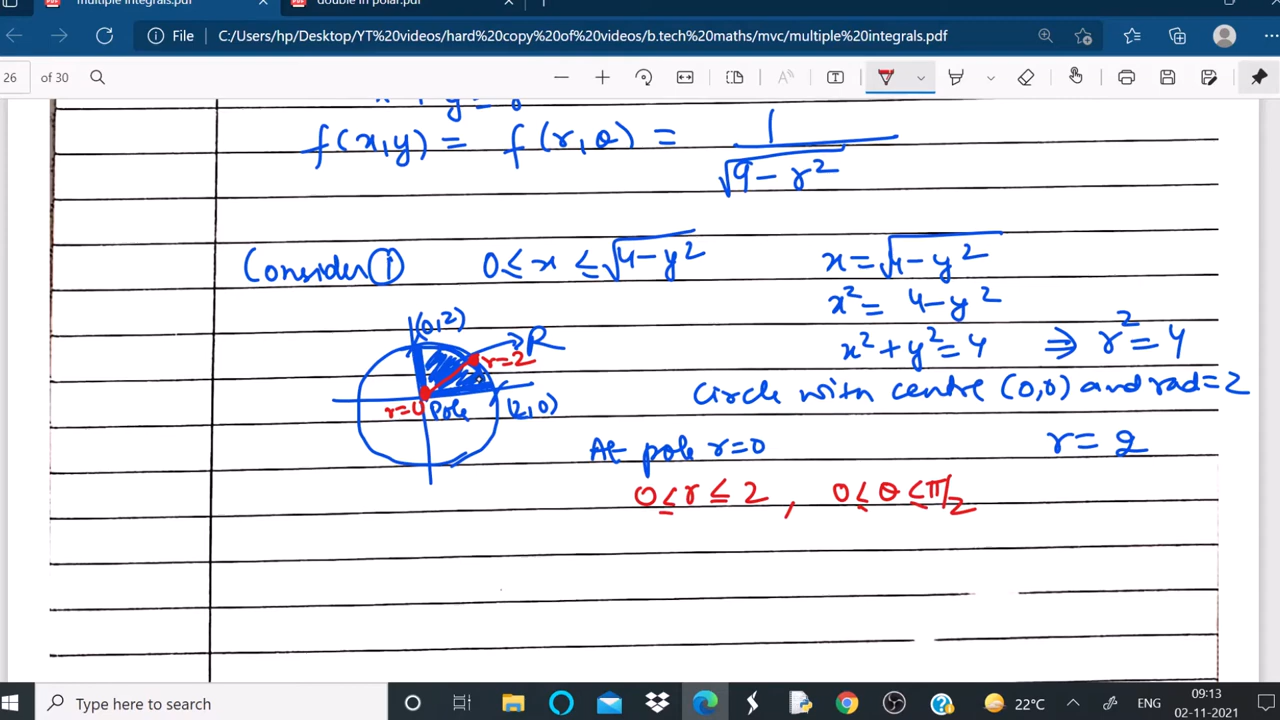 multiple integrals.pdf
double in polar.pdf
File C:/Users/hp/Desktop/YT%20videos/hard%20copy%20of%20videos/b.tech%20maths/mvc/multiple%20integrals.pdf
26 of 30
f(x,y) = f(r,θ) = 1/√(9-r²)
Consider ① 0≤x≤√(4-y²)
x=√(4-y²)
x² = 4-y²
x²+y²=4 ⇒ r²=4
Circle with centre (0,0) and rad=2
(0,2)
R
r=2
r=0 Pole (2,0)
At pole r=0 r=2
0≤r≤2, 0≤θ≤π/2
Type here to search
22°C
ENG
09:13
02-11-2021